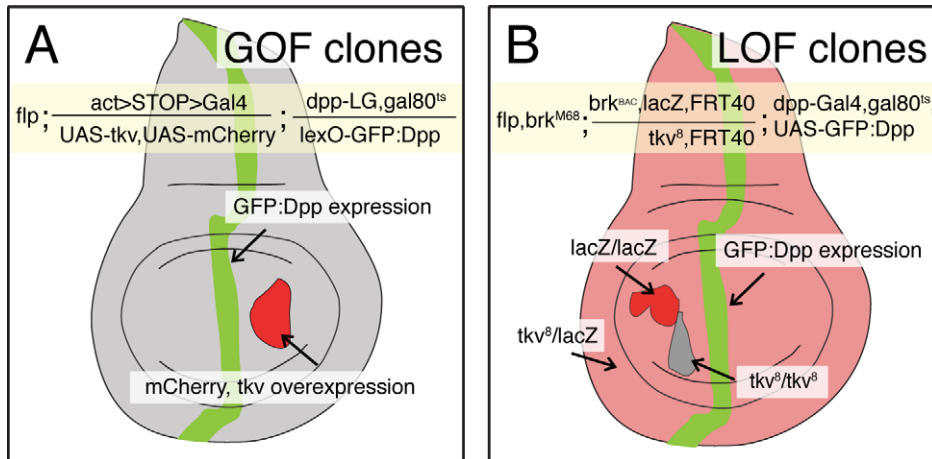 A
GOF clones
flp; act>STOP>Gal4 ; dpp-LG,gal80ts
UAS-tkv,UAS-mCherry lexO-GFP:Dpp
GFP:Dpp expression
mCherry, tkv overexpression
B
LOF clones
flp,brkM68; brkBAC,lacZ,FRT40 ; dpp-Gal4,gal80ts,
tkv8,FRT40 UAS-GFP:Dpp
lacZ/lacZ
GFP:Dpp expression
tkv8/lacZ
tkv8/tkv8